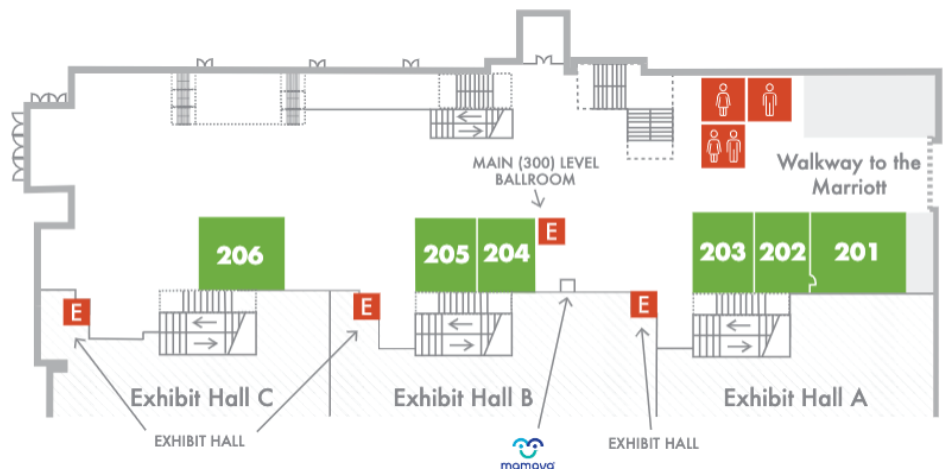 MAIN (300) LEVEL
BALLROOM
Walkway to the
Marriott
206
205
204
E
203
202
201
E
E
E
Exhibit Hall C
Exhibit Hall B
Exhibit Hall A
EXHIBIT HALL
EXHIBIT HALL
mamava